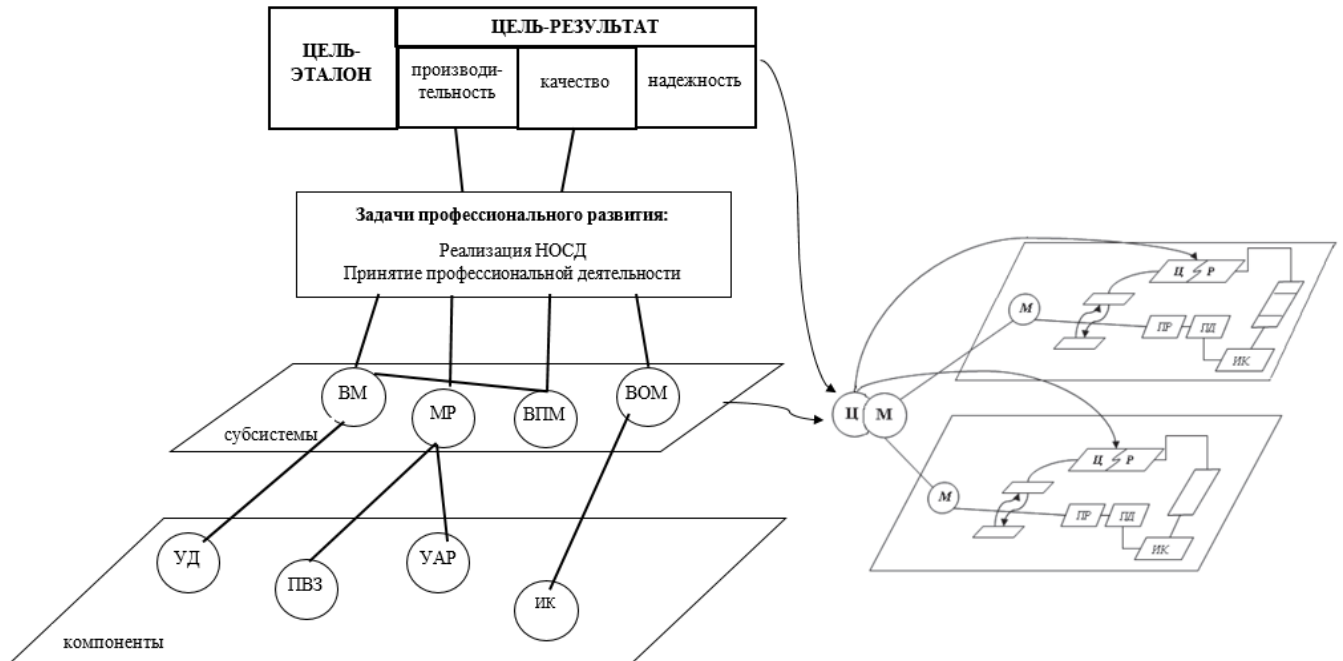 ЦЕЛЬ-
ЭТАЛОН
ЦЕЛЬ-РЕЗУЛЬТАТ
производи-
тельность
качество
надежность
Задачи профессионального развития:
Реализация НОСД
Принятие профессиональной деятельности
ВМ
МР
ВПМ
ВОМ
субсистемы
УД
ПВЗ
УАР
ИК
компоненты
Ц М
М
Ц Р
ПР
ПД
ИК
М
Ц Р
ПР
ПД
ИК